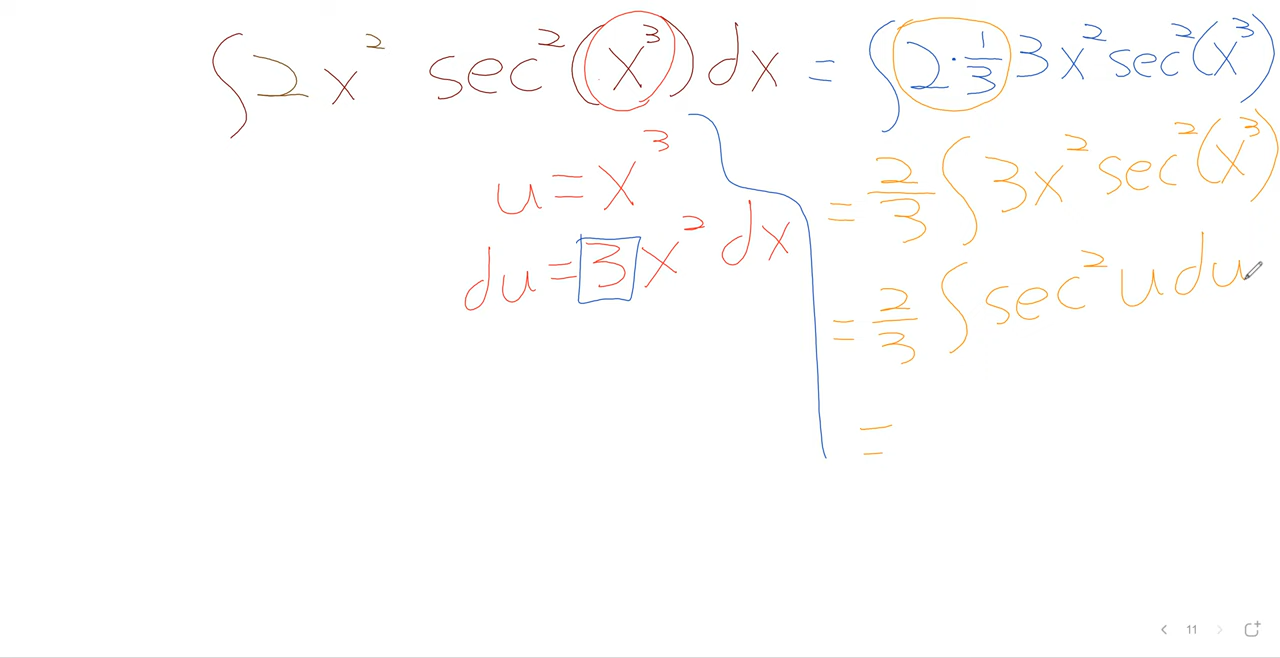 ∫ 2x² sec²(x³) dx = ∫ 2·1/3 3x² sec²(x³)
u = x³
du = 3x² dx
= 2/3 ∫ 3x² sec²(x³)
= 2/3 ∫ sec² u du
=
11